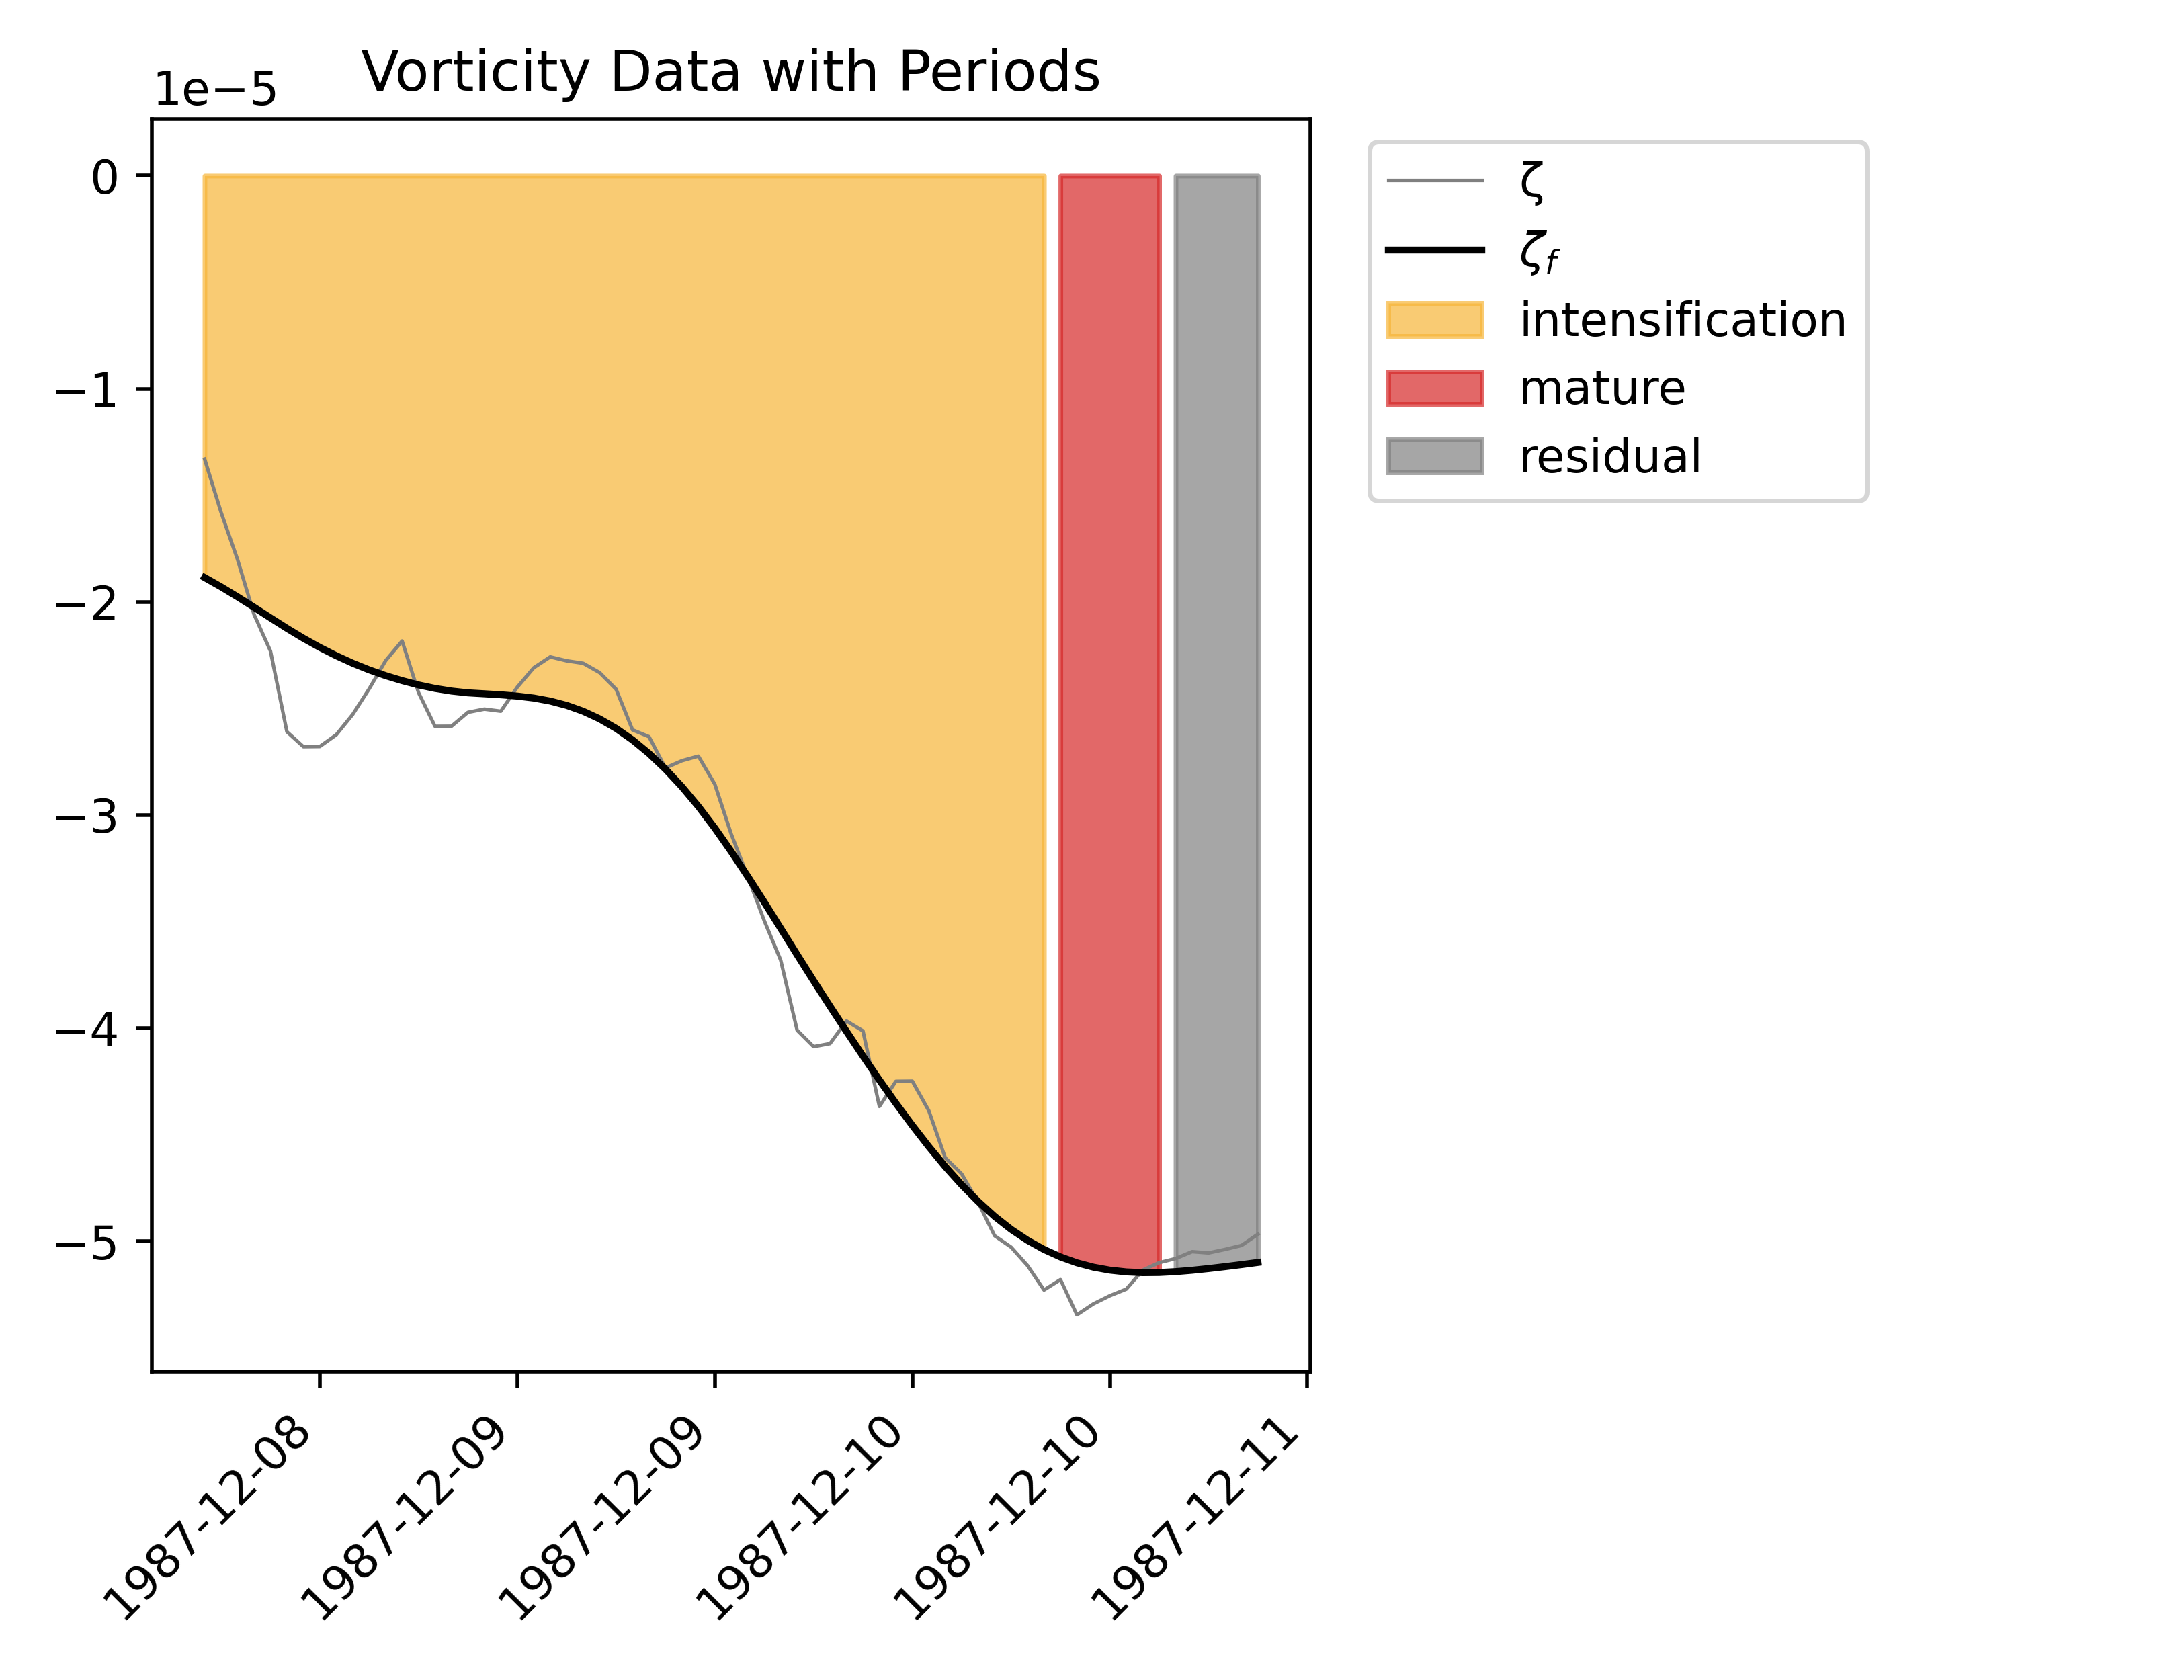 Vorticity Data with Periods
1e−5
0
−1
−2
−3
−4
−5
1987-12-08
1987-12-09
1987-12-09
1987-12-10
1987-12-10
1987-12-11
ζ
ζf
intensification
mature
residual